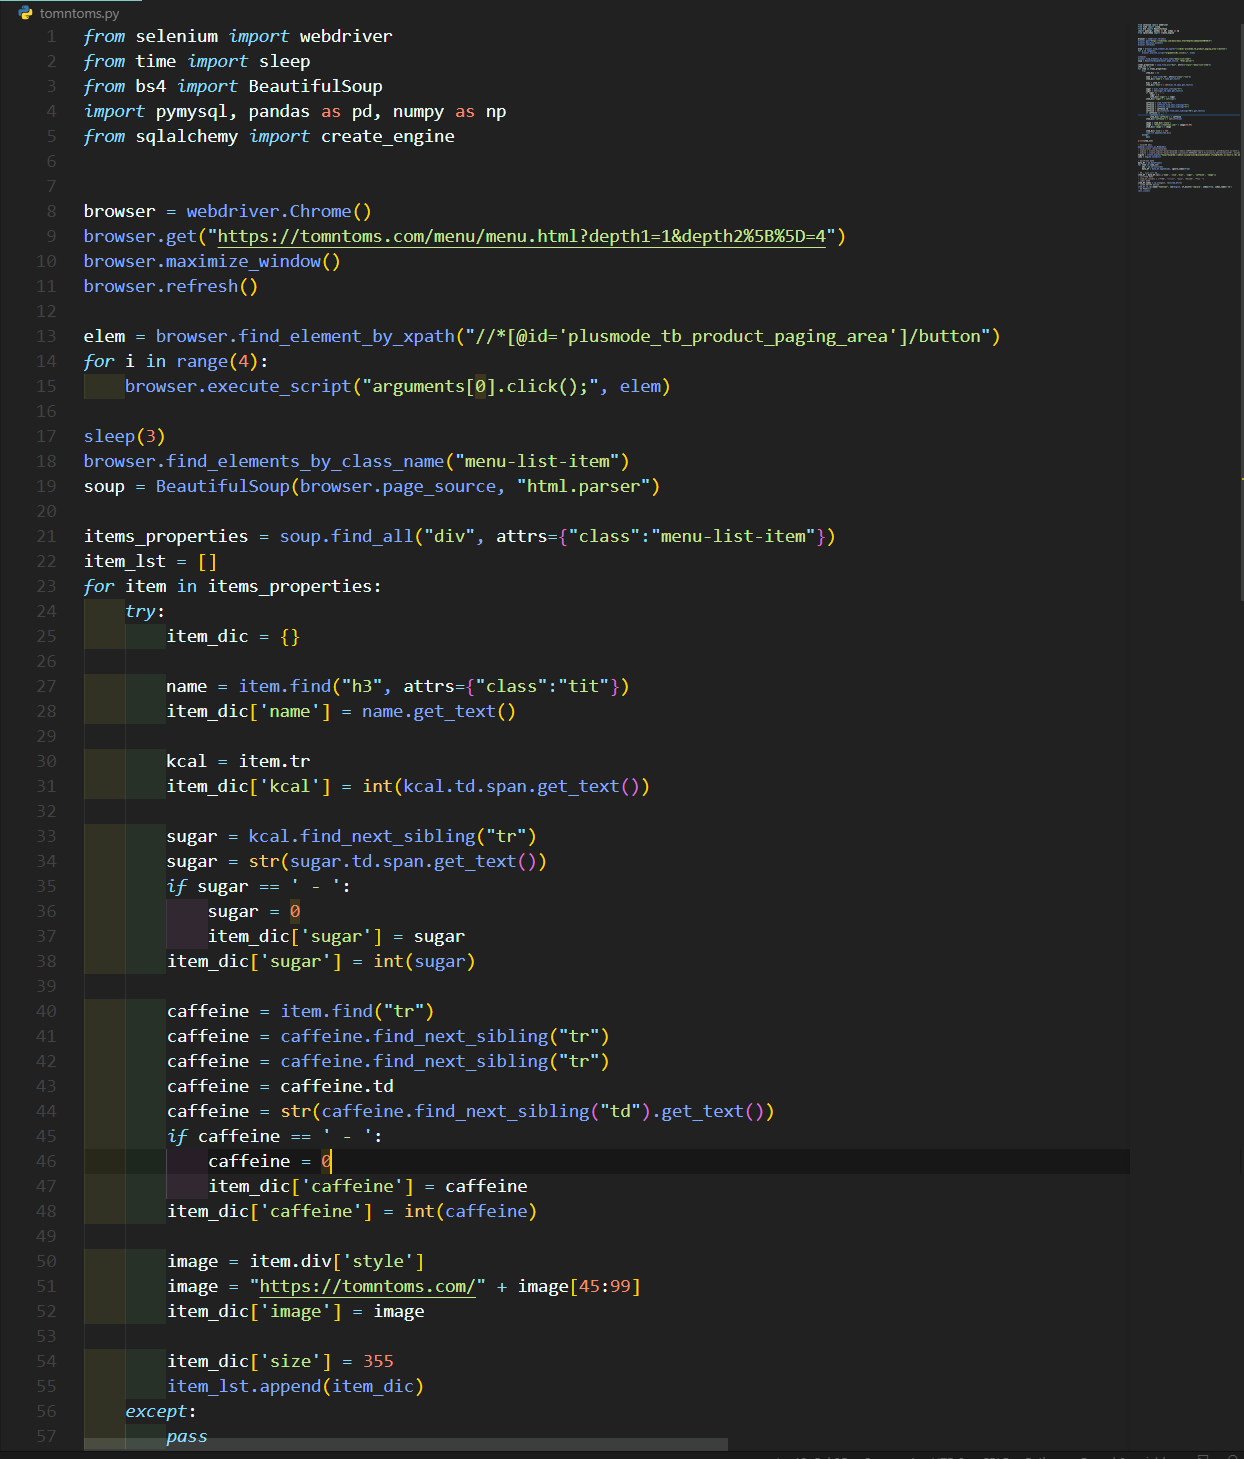 tomntoms.py
1 from selenium import webdriver
2 from time import sleep
3 from bs4 import BeautifulSoup
4 import pymysql, pandas as pd, numpy as np
5 from sqlalchemy import create_engine
6
7
8 browser = webdriver.Chrome()
9 browser.get("https://tomntoms.com/menu/menu.html?depth1=1&depth2%5B%5D=4")
10 browser.maximize_window()
11 browser.refresh()
12
13 elem = browser.find_element_by_xpath("//*[@id='plusmode_tb_product_paging_area']/button")
14 for i in range(4):
15     browser.execute_script("arguments[0].click();", elem)
16
17 sleep(3)
18 browser.find_elements_by_class_name("menu-list-item")
19 soup = BeautifulSoup(browser.page_source, "html.parser")
20
21 items_properties = soup.find_all("div", attrs={"class":"menu-list-item"})
22 item_lst = []
23 for item in items_properties:
24     try:
25         item_dic = {}
26
27         name = item.find("h3", attrs={"class":"tit"})
28         item_dic['name'] = name.get_text()
29
30         kcal = item.tr
31         item_dic['kcal'] = int(kcal.td.span.get_text())
32
33         sugar = kcal.find_next_sibling("tr")
34         sugar = str(sugar.td.span.get_text())
35         if sugar == ' - ':
36             sugar = 0
37             item_dic['sugar'] = sugar
38         item_dic['sugar'] = int(sugar)
39
40         caffeine = item.find("tr")
41         caffeine = caffeine.find_next_sibling("tr")
42         caffeine = caffeine.find_next_sibling("tr")
43         caffeine = caffeine.td
44         caffeine = str(caffeine.find_next_sibling("td").get_text())
45         if caffeine == ' - ':
46             caffeine = 0
47             item_dic['caffeine'] = caffeine
48         item_dic['caffeine'] = int(caffeine)
49
50         image = item.div['style']
51         image = "https://tomntoms.com/" + image[45:99]
52         item_dic['image'] = image
53
54         item_dic['size'] = 355
55         item_lst.append(item_dic)
56     except:
57         pass